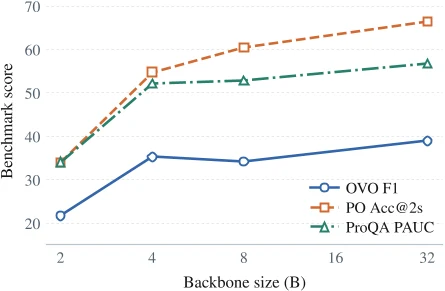 70
60
50
40
30
20
Benchmark score
OVO F1
PO Acc@2s
ProQA PAUC
2 4 8 16 32
Backbone size (B)